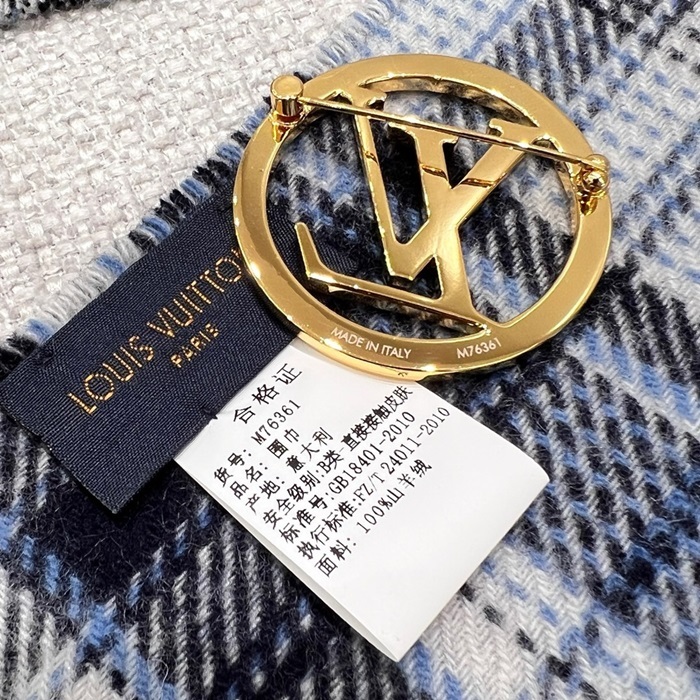 MADE IN ITALY M76361
LOUIS VUITTON
PARIS
合格证
货号: M76361
品名: 围巾
产地: 意大利
安全级别:B类-直接接触皮肤
标准号:GB18401-2010
执行标准:FZ/T 24011-2010
面料: 100%山羊绒